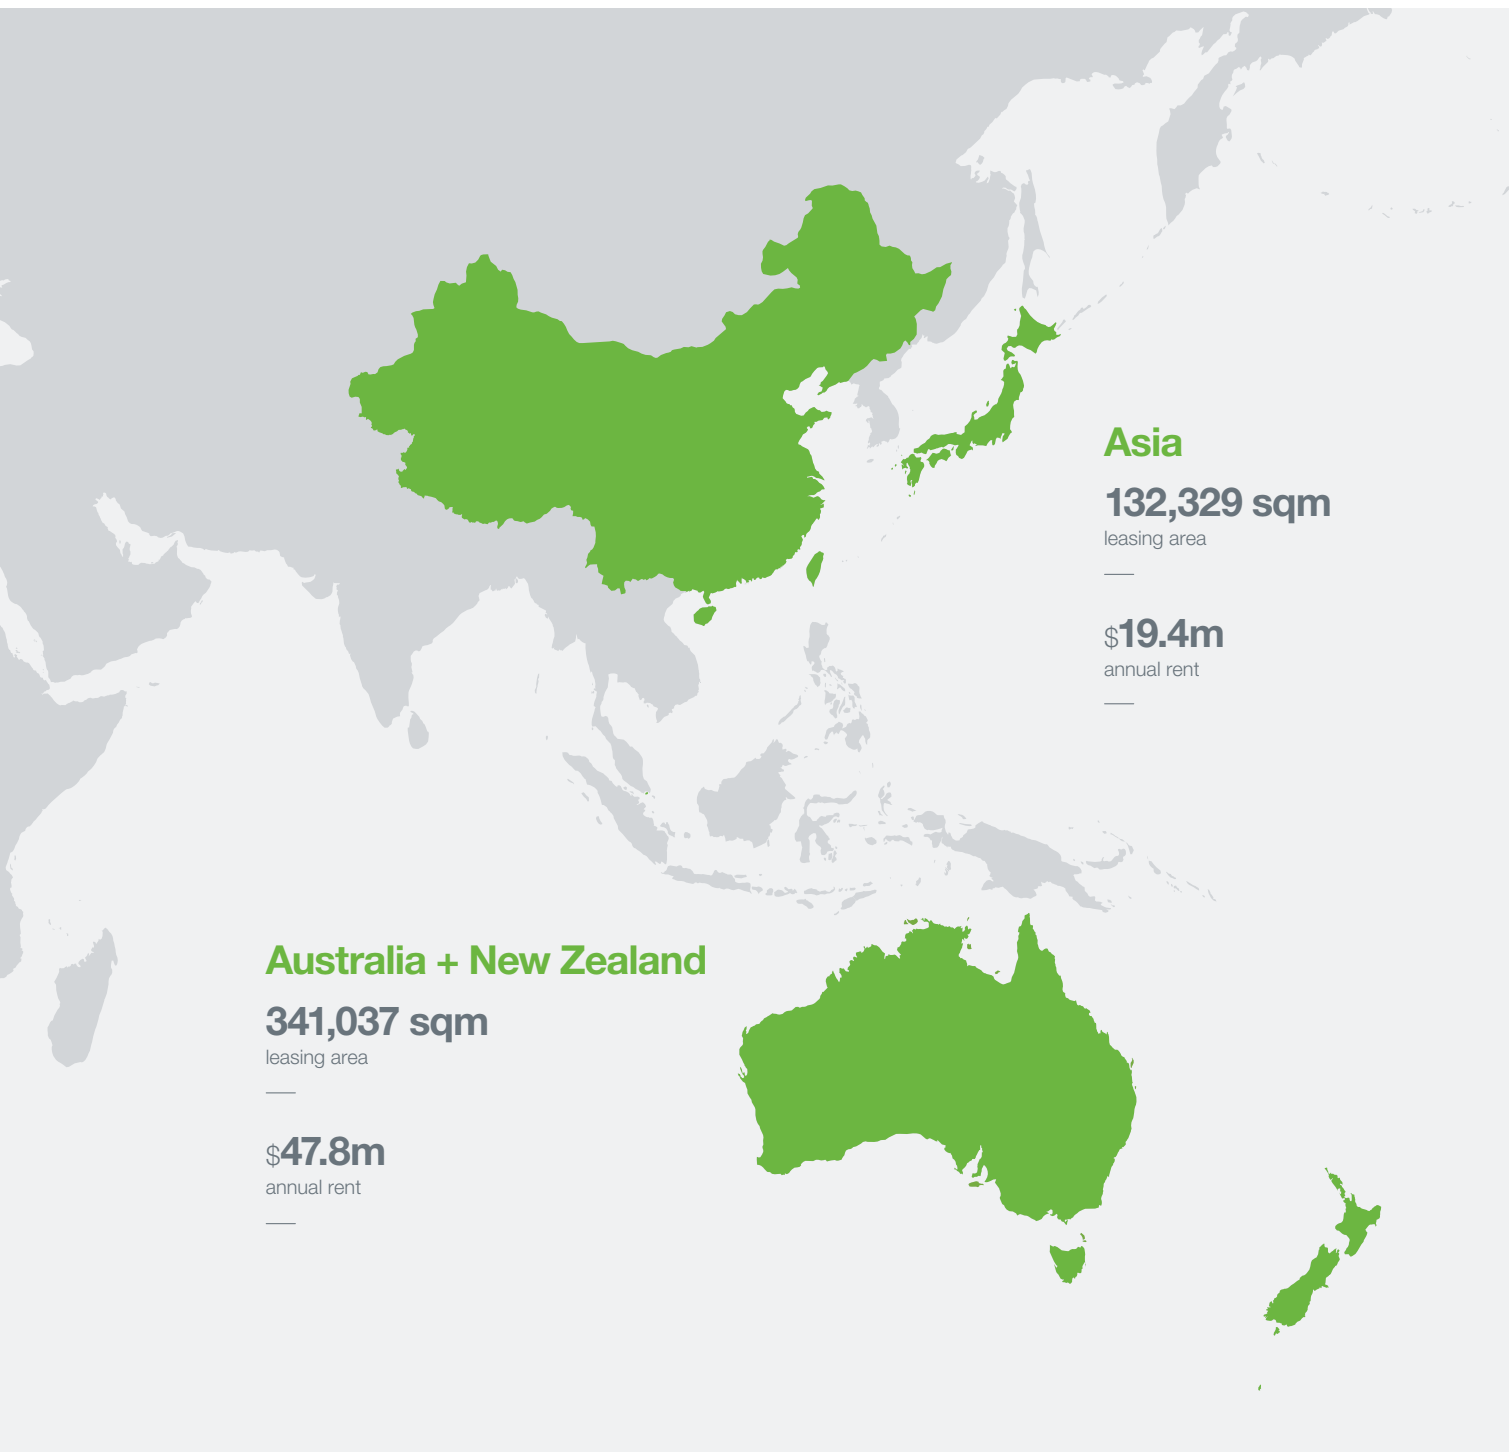 Asia
132,329 sqm
leasing area
$19.4m
annual rent
Australia + New Zealand
341,037 sqm
leasing area
$47.8m
annual rent